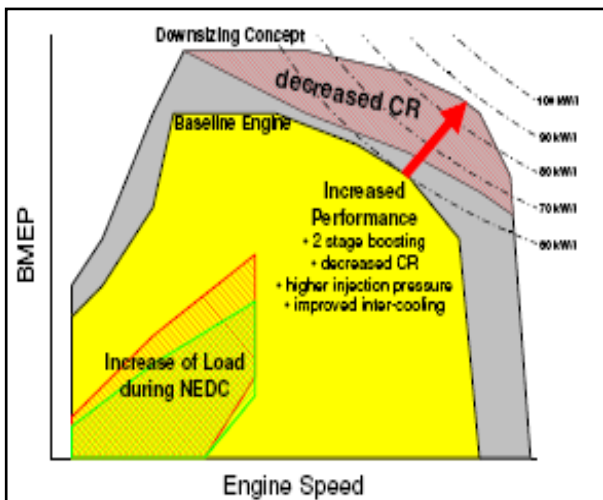 Downsizing Concept
decreased CR
Baseline Engine
100 kW/l
90 kW/l
80 kW/l
70 kW/l
60 kW/l
Increased
Performance
+ 2 stage boosting
+ decreased CR
+ higher injection pressure
+ improved inter-cooling
Increase of Load
during NEDC
BMEP
Engine Speed